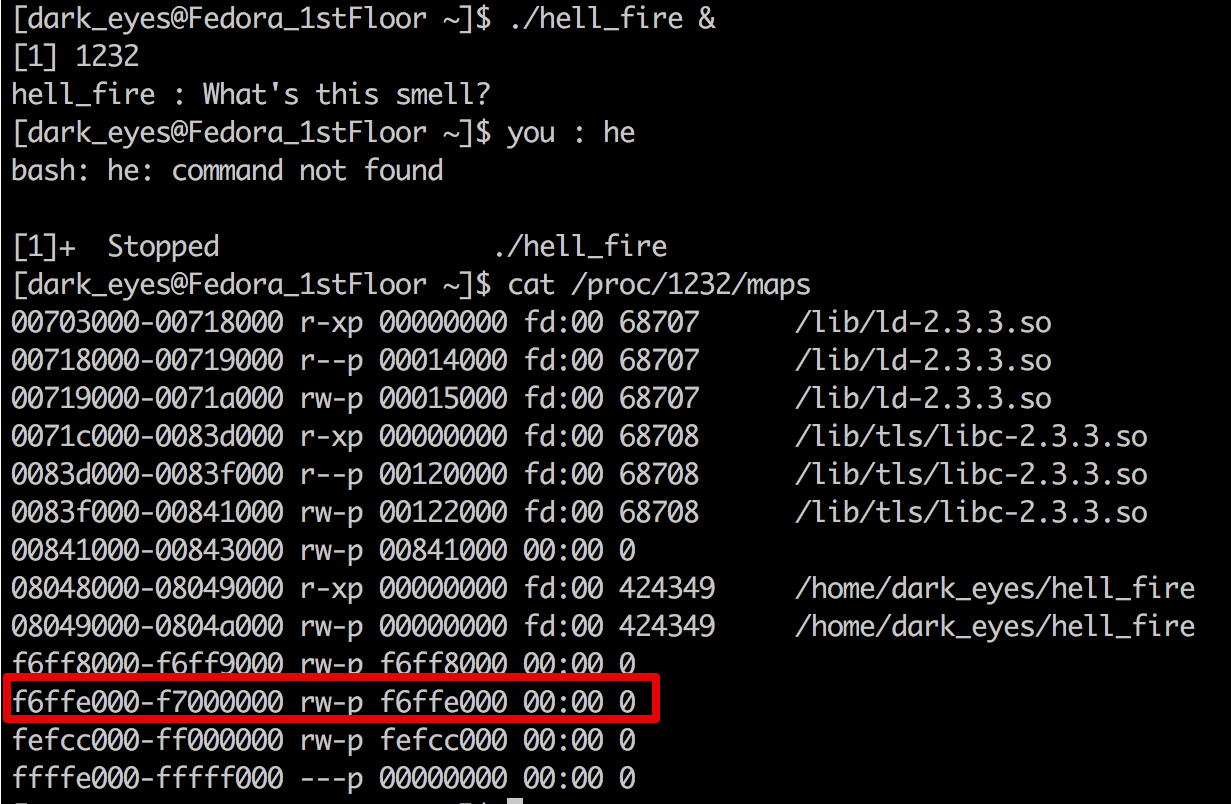 [dark_eyes@Fedora_1stFloor ~]$ ./hell_fire &
[1] 1232
hell_fire : What's this smell?
[dark_eyes@Fedora_1stFloor ~]$ you : he
bash: he: command not found
[1]+  Stopped                 ./hell_fire
[dark_eyes@Fedora_1stFloor ~]$ cat /proc/1232/maps
00703000-00718000 r-xp 00000000 fd:00 68707      /lib/ld-2.3.3.so
00718000-00719000 r--p 00014000 fd:00 68707      /lib/ld-2.3.3.so
00719000-0071a000 rw-p 00015000 fd:00 68707      /lib/ld-2.3.3.so
0071c000-0083d000 r-xp 00000000 fd:00 68708      /lib/tls/libc-2.3.3.so
0083d000-0083f000 r--p 00120000 fd:00 68708      /lib/tls/libc-2.3.3.so
0083f000-00841000 rw-p 00122000 fd:00 68708      /lib/tls/libc-2.3.3.so
00841000-00843000 rw-p 00841000 00:00 0
08048000-08049000 r-xp 00000000 fd:00 424349     /home/dark_eyes/hell_fire
08049000-0804a000 rw-p 00000000 fd:00 424349     /home/dark_eyes/hell_fire
f6ff8000-f6ff9000 rw-p f6ff8000 00:00 0
f6ffe000-f7000000 rw-p f6ffe000 00:00 0
fefcc000-ff000000 rw-p fefcc000 00:00 0
ffffe000-fffff000 ---p 00000000 00:00 0